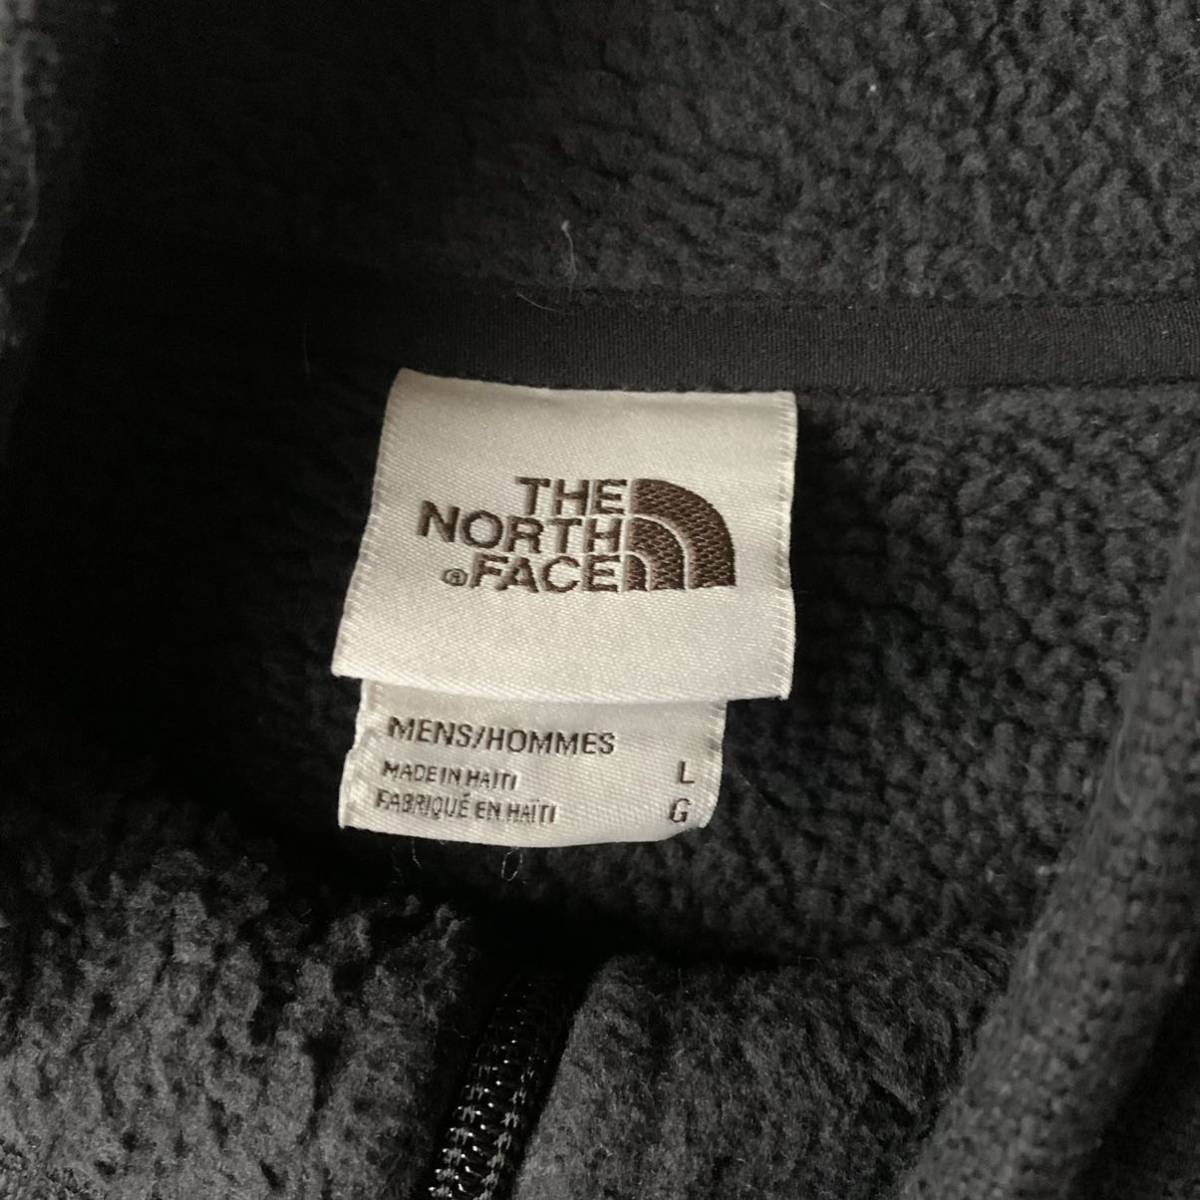 THE
NORTH
®FACE
MENS/HOMMES
MADE IN HAITI L
FABRIQUÉ EN HAÏTI G